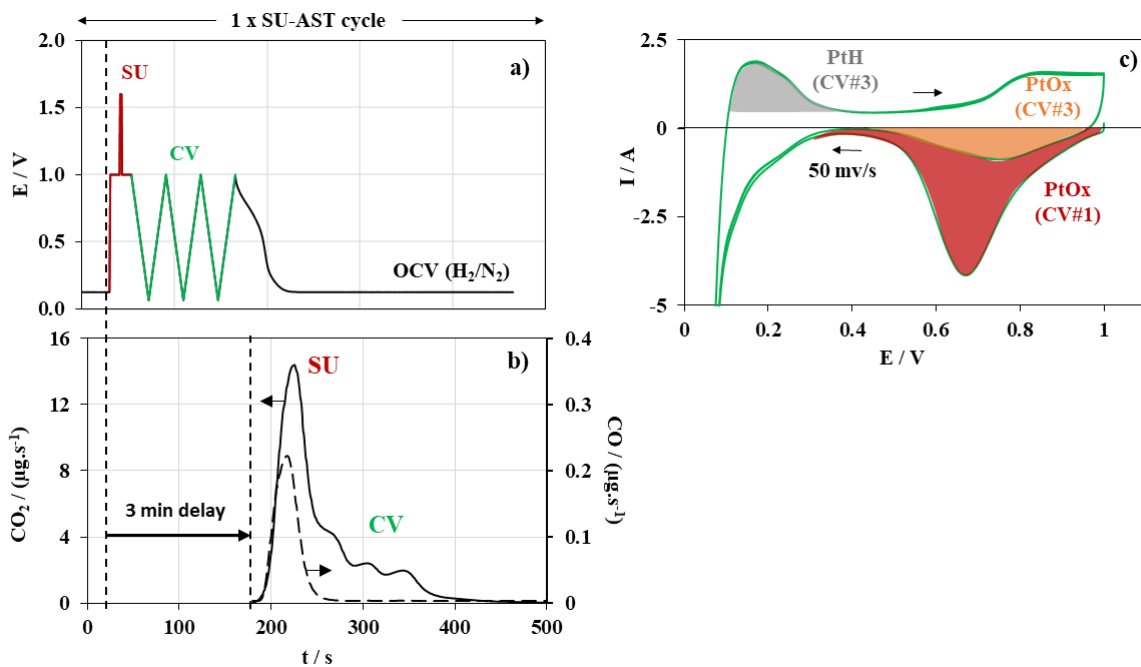 1 x SU-AST cycle
a)
SU
CV
OCV (H₂/N₂)
E / V
2.0
1.5
1.0
0.5
0.0
b)
SU
CV
3 min delay
CO₂ / (µg.s⁻¹)
16
12
8
4
0
CO / (µg.s⁻¹)
0.4
0.3
0.2
0.1
0
0 100 200 300 400 500
t / s
c)
PtH
(CV#3)
PtOx
(CV#3)
50 mv/s
PtOx
(CV#1)
I / A
2.5
0
-2.5
-5
0 0.2 0.4 0.6 0.8 1
E / V